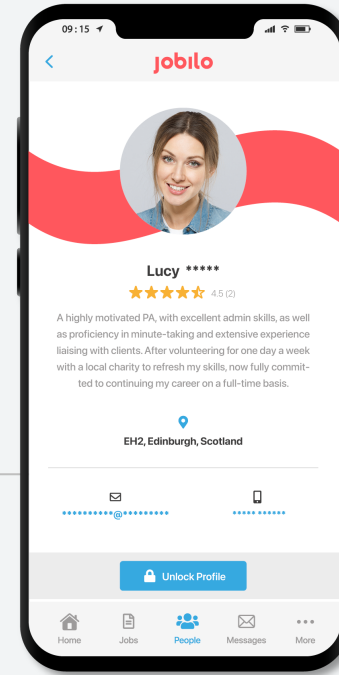 09:15
jobilo
Lucy *****
4.5 (2)
A highly motivated PA, with excellent admin skills, as well
as proficiency in minute-taking and extensive experience
liaising with clients. After volunteering for one day a week
with a local charity to refresh my skills, now fully commit-
ted to continuing my career on a full-time basis.
EH2, Edinburgh, Scotland
**********@*********
***** ******
Unlock Profile
Home Jobs People Messages More